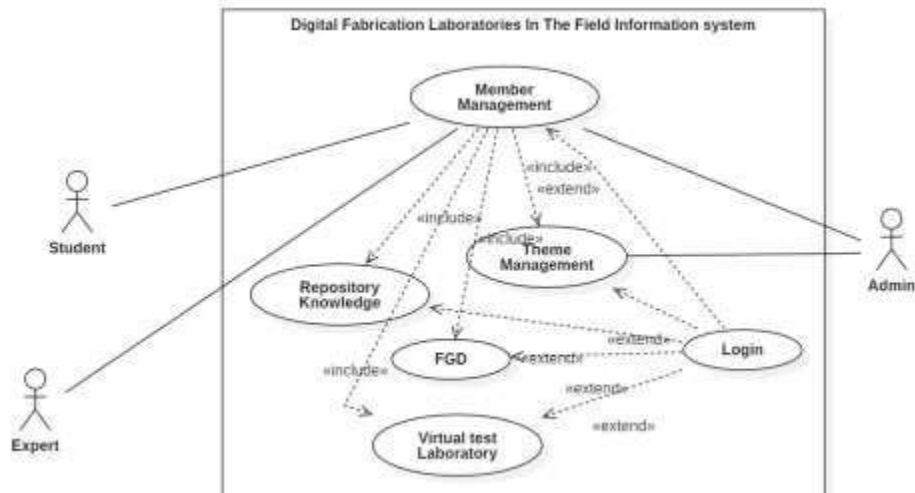 Digital Fabrication Laboratories In The Field Information system
Member
Management
«include»
«extend»
«include»
«include»
Student
Theme
Management
Admin
Repository
Knowledge
«extend»
Login
FGD
«extend»
«include»
«extend»
Expert
«extend»
Virtual test
Laboratory